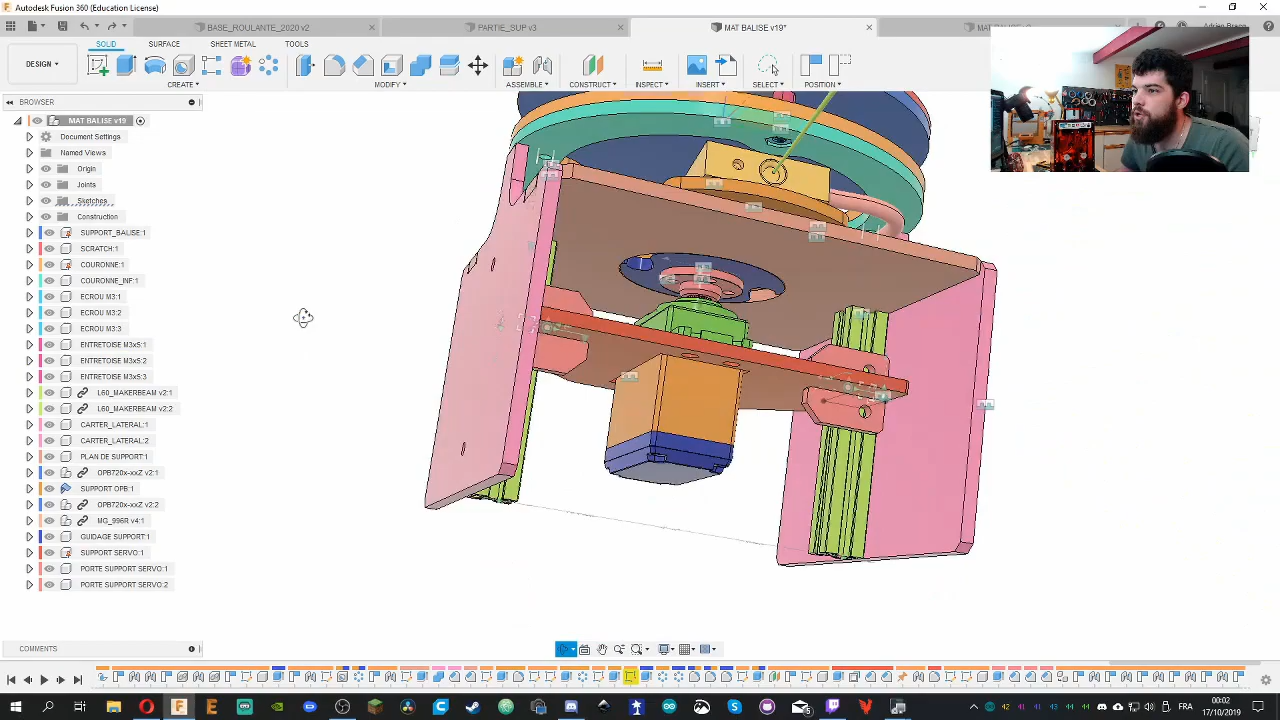 Autodesk Fusion 360 (Education License)
BASE_ROULANTE_2020 v2
PARTIE_SUP v3
MAT BALISE v19*
DESIGN
SOLID
SURFACE
SHEET METAL
TOOLS
CREATE
MODIFY
ASSEMBLE
CONSTRUCT
INSPECT
INSERT
SELECT
POSITION
BROWSER
MAT BALISE v19
Document Settings
Named Views
Origin
Joints
Sketches
Construction
SUPPORT_BALISE:1
SCRATCH:1
COURONNE:1
COURONNE_INF:1
ECROU M3:1
ECROU M3:2
ECROU M3:3
ENTRETOISE M3x5:1
ENTRETOISE M3x5:2
ENTRETOISE M3x5:3
L60_MAKERBEAM v2:1
L60_MAKERBEAM v2:2
CARTER_LATERAL:1
CARTER_LATERAL:2
PLAN DE SUPPORT:1
OPB720x-xxZ v2:1
SUPPORT OPB:1
OPB720x-xxZ v2:2
MG_996R v4:1
GUIDAGE SUPPORT:1
SUPPORT SERVO:1
PORTE SUPPORT SERVO:1
PORTE SUPPORT SERVO:2
COMMENTS
FRA
00:02
17/10/2019